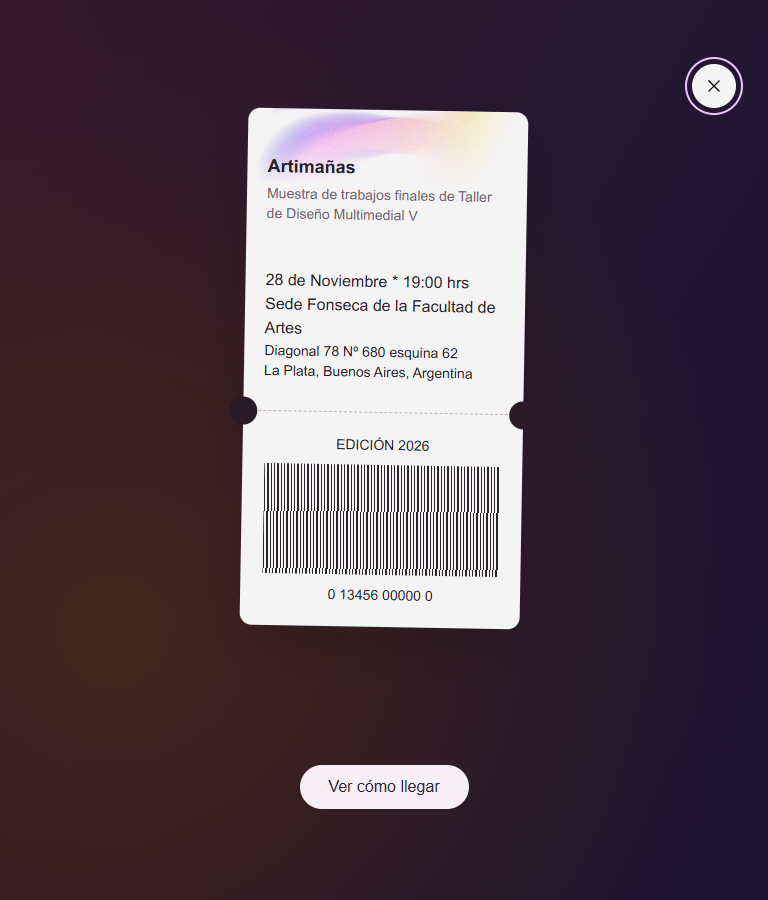 Artimañas
Muestra de trabajos finales de Taller
de Diseño Multimedial V
28 de Noviembre * 19:00 hrs
Sede Fonseca de la Facultad de
Artes
Diagonal 78 Nº 680 esquina 62
La Plata, Buenos Aires, Argentina
EDICIÓN 2026
0 13456 00000 0
Ver cómo llegar